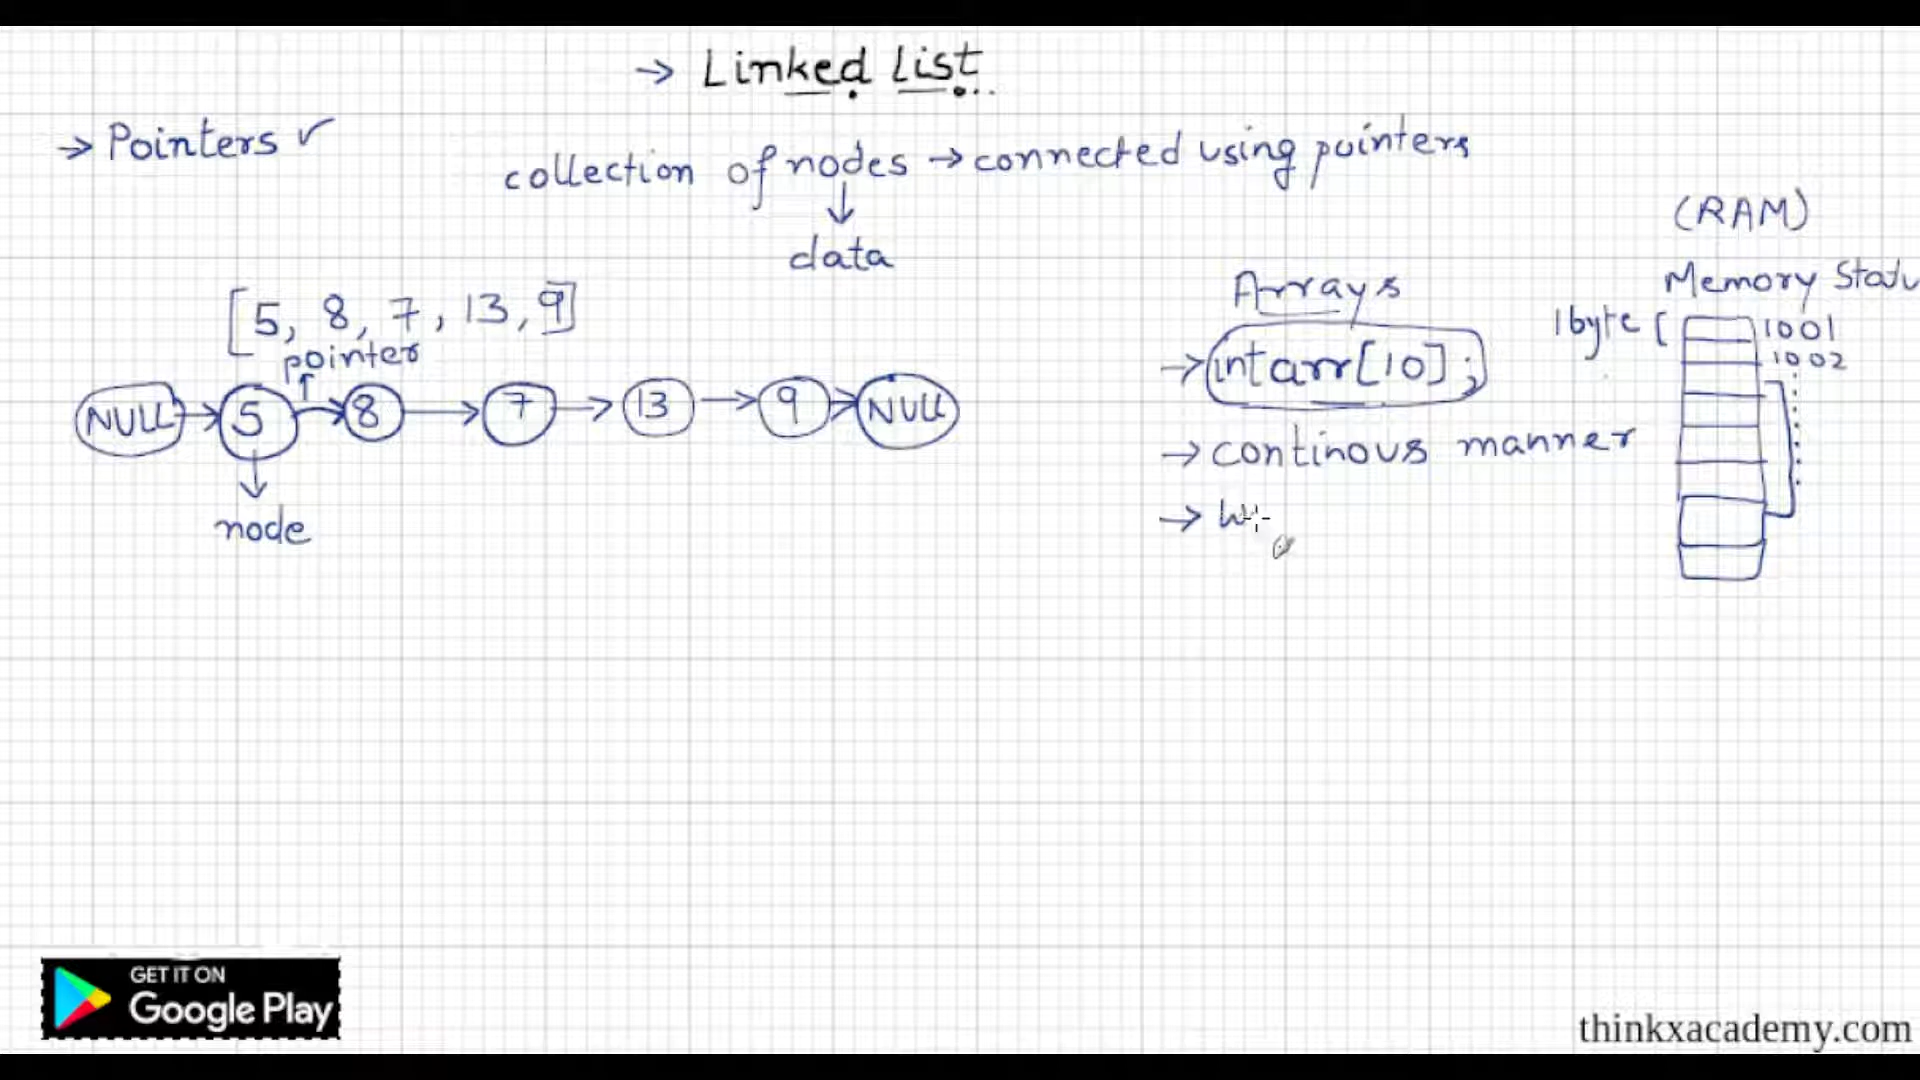 → Linked List
→ Pointers ✓
collection of nodes → connected using pointers
↓
data
[5, 8, 7, 13, 9]
pointer
NULL → 5 → 8 → 7 → 13 → 9 → NULL
↓
node
Arrays
→ int arr[10];
→ continous manner
→
(RAM)
Memory
1byte [ 1001
1002
GET IT ON
Google Play
thinkxacademy.com